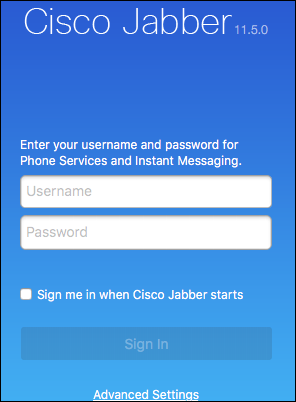 Cisco Jabber 11.5.0
Enter your username and password for
Phone Services and Instant Messaging.
Username
Password
Sign me in when Cisco Jabber starts
Sign In
Advanced Settings